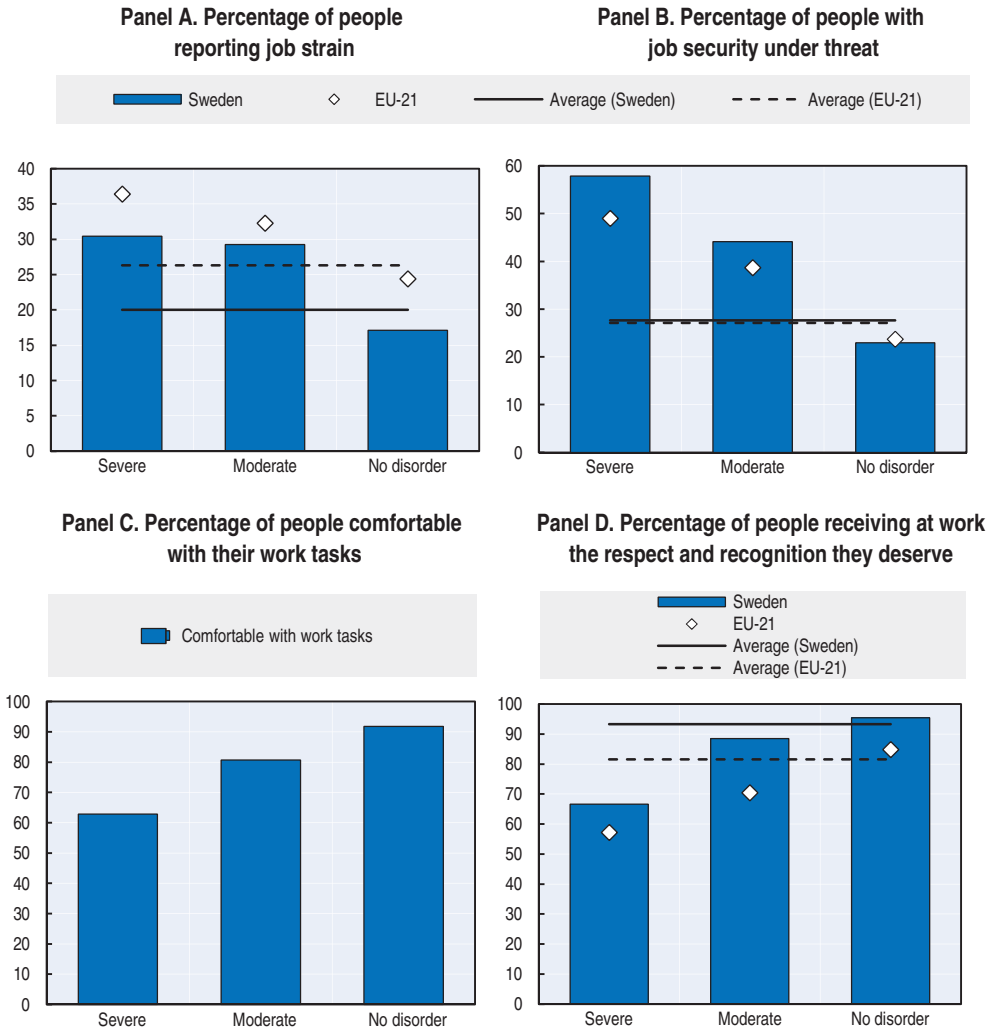 Panel A. Percentage of people
reporting job strain
Panel B. Percentage of people with
job security under threat
Sweden EU-21 Average (Sweden) Average (EU-21)
40
35
30
25
20
15
10
5
0
Severe Moderate No disorder
60
50
40
30
20
10
0
Severe Moderate No disorder
Panel C. Percentage of people comfortable
with their work tasks
Comfortable with work tasks
100
90
80
70
60
50
40
30
20
10
0
Severe Moderate No disorder
Panel D. Percentage of people receiving at work
the respect and recognition they deserve
Sweden
EU-21
Average (Sweden)
Average (EU-21)
100
90
80
70
60
50
40
30
20
10
0
Severe Moderate No disorder